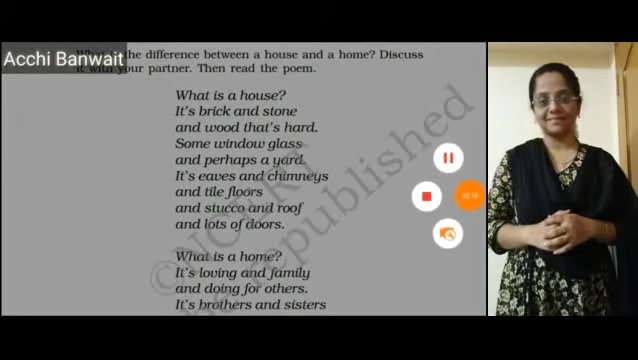 Acchi Banwait
the difference between a house and a home? Discuss
it with your partner. Then read the poem.
What is a house?
It's brick and stone
and wood that's hard.
Some window glass
and perhaps a yard.
It's eaves and chimneys
and tile floors
and stucco and roof
and lots of doors.
What is a home?
It's loving and family
and doing for others.
It's brothers and sisters
©NCERT
be republished